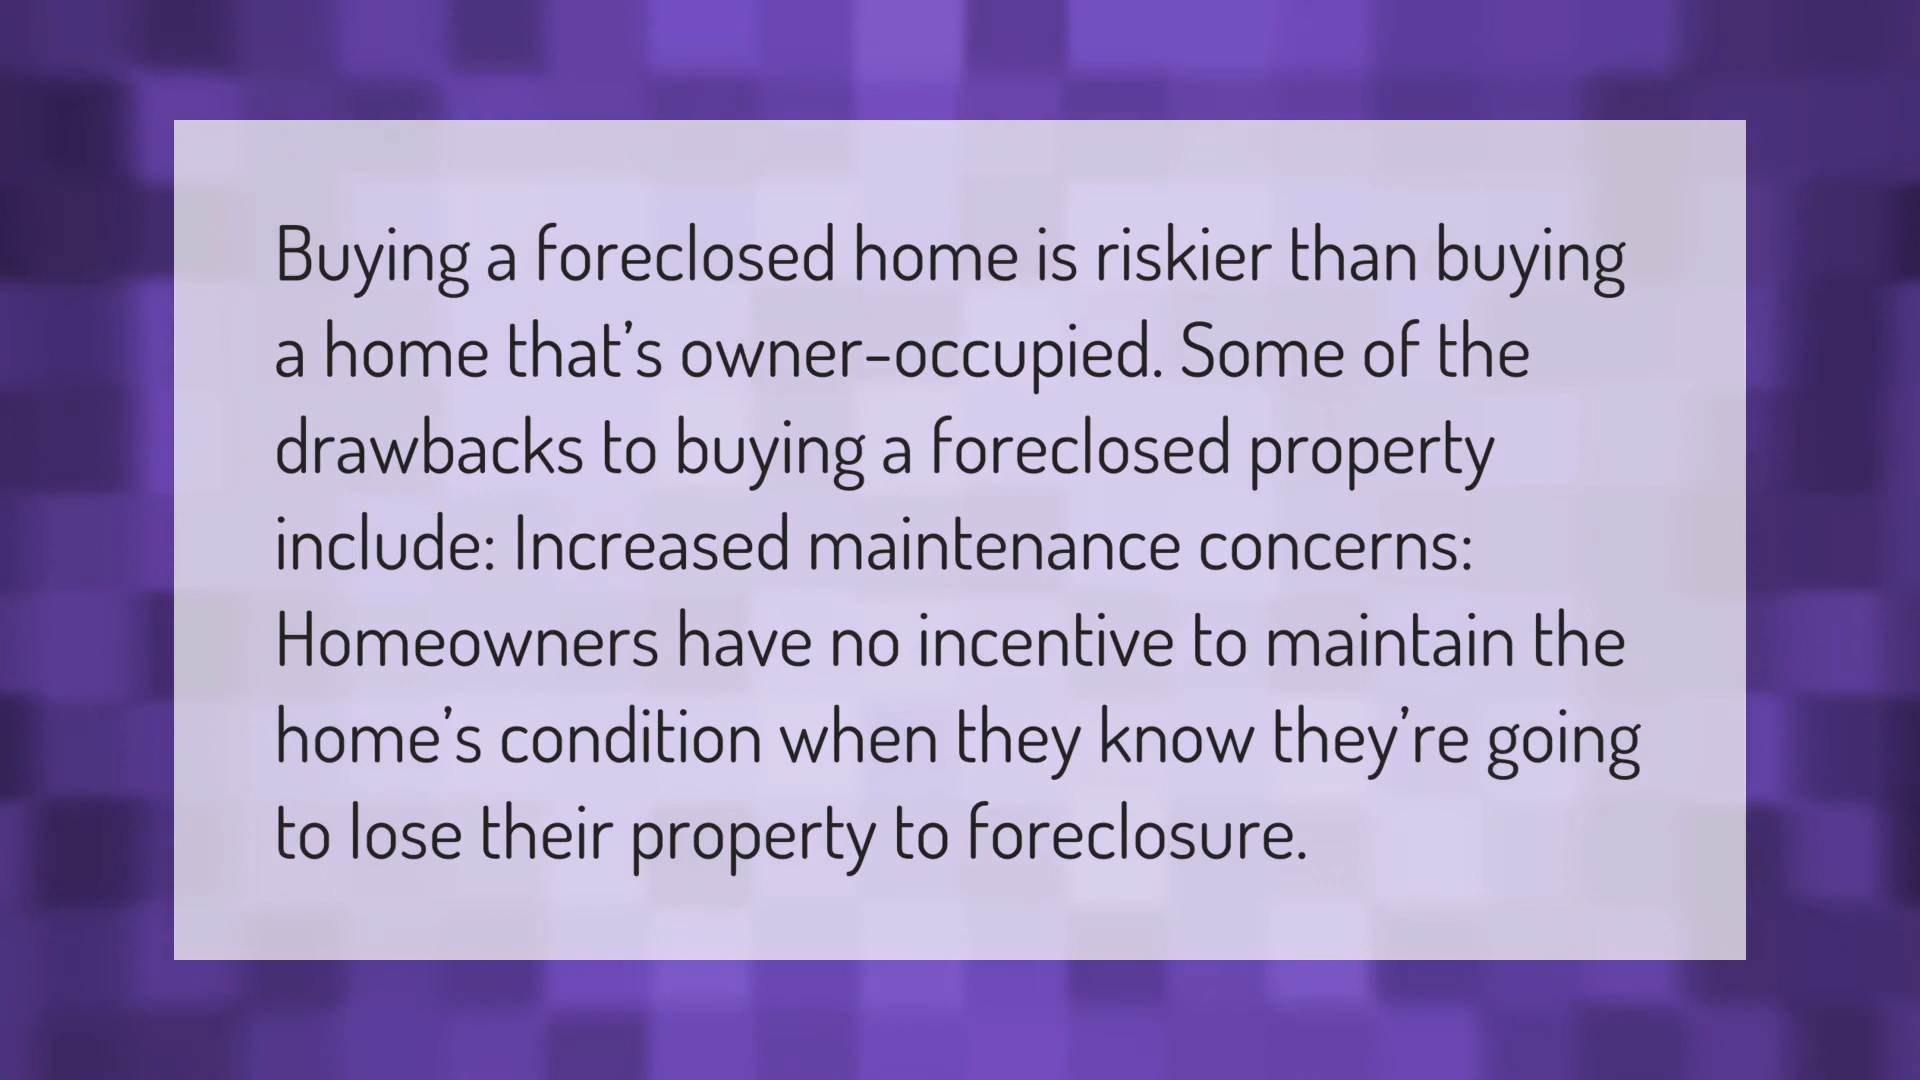 Buying a foreclosed home is riskier than buying
a home that’s owner-occupied. Some of the
drawbacks to buying a foreclosed property
include: Increased maintenance concerns:
Homeowners have no incentive to maintain the
home’s condition when they know they’re going
to lose their property to foreclosure.